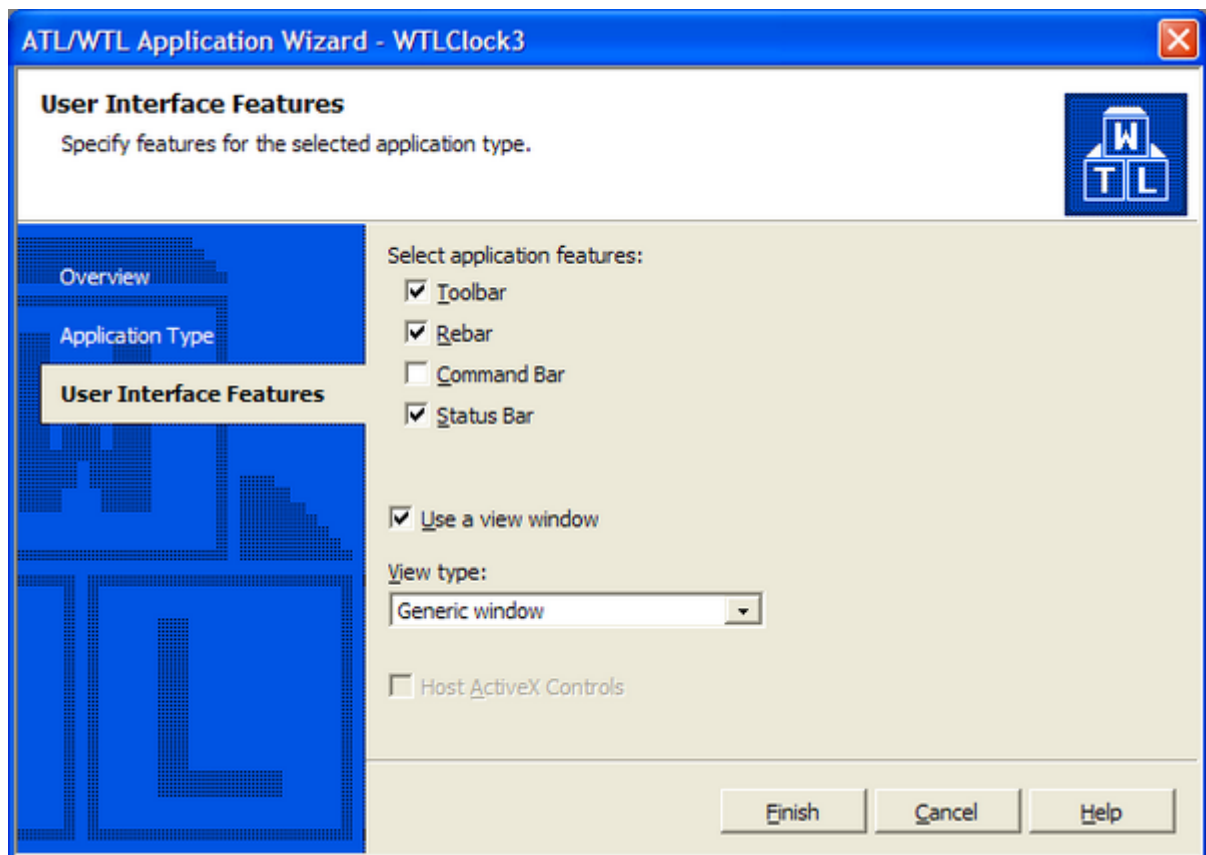 ATL/WTL Application Wizard - WTLClock3
User Interface Features
Specify features for the selected application type.
W
T L
Overview
Application Type
User Interface Features
Select application features:
Toolbar
Rebar
Command Bar
Status Bar
Use a view window
View type:
Generic window
Host ActiveX Controls
Finish Cancel Help